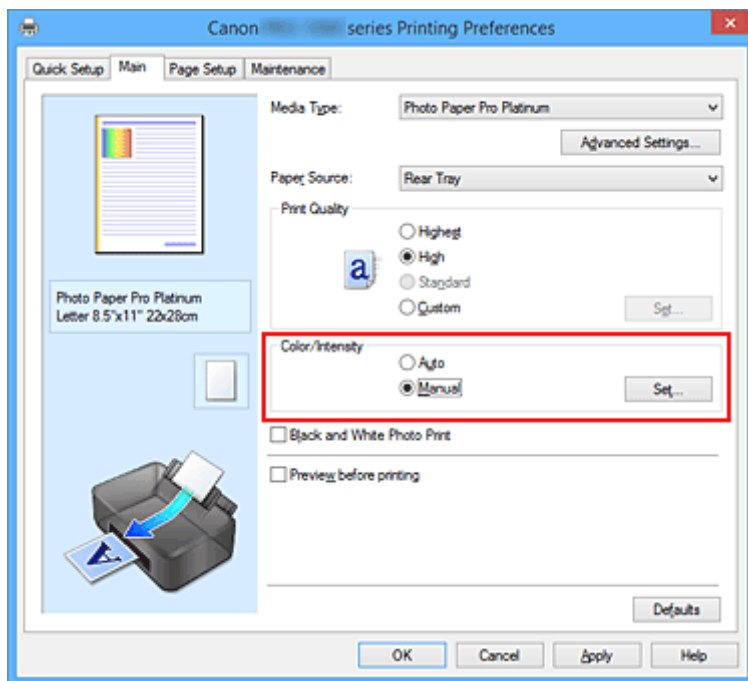 Canon series Printing Preferences
Quick Setup Main Page Setup Maintenance
Media Type: Photo Paper Pro Platinum
Advanced Settings...
Paper Source: Rear Tray
Print Quality
Highest
a High
Standard
Photo Paper Pro Platinum
Letter 8.5"x11" 22x28cm
Custom Set...
Color/Intensity
Auto
Manual Set...
Black and White Photo Print
Preview before printing
A
Defaults
OK Cancel Apply Help